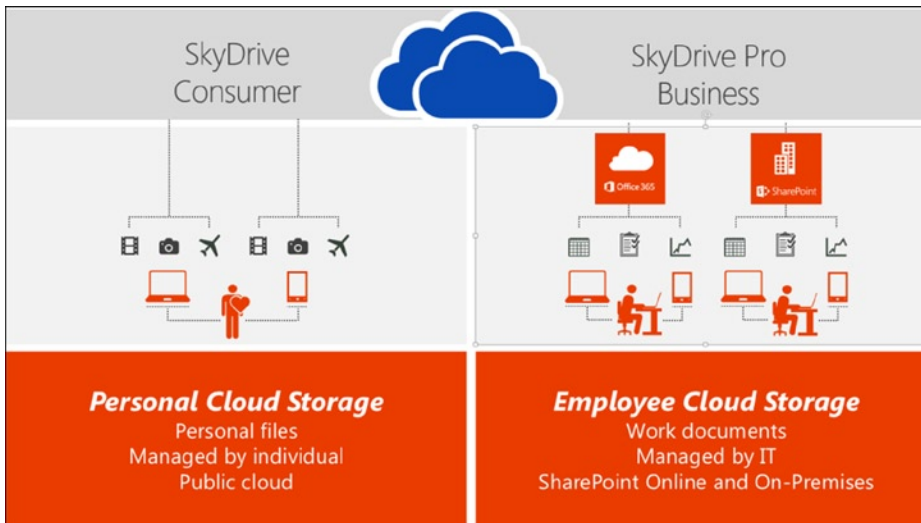 SkyDrive
Consumer
SkyDrive Pro
Business
Office 365
SharePoint
Personal Cloud Storage
Personal files
Managed by individual
Public cloud
Employee Cloud Storage
Work documents
Managed by IT
SharePoint Online and On-Premises